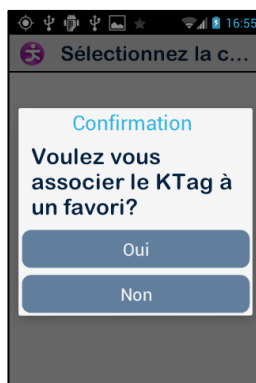 16:55
Sélectionnez la c...
Confirmation
Voulez vous
associer le KTag à
un favori?
Oui
Non